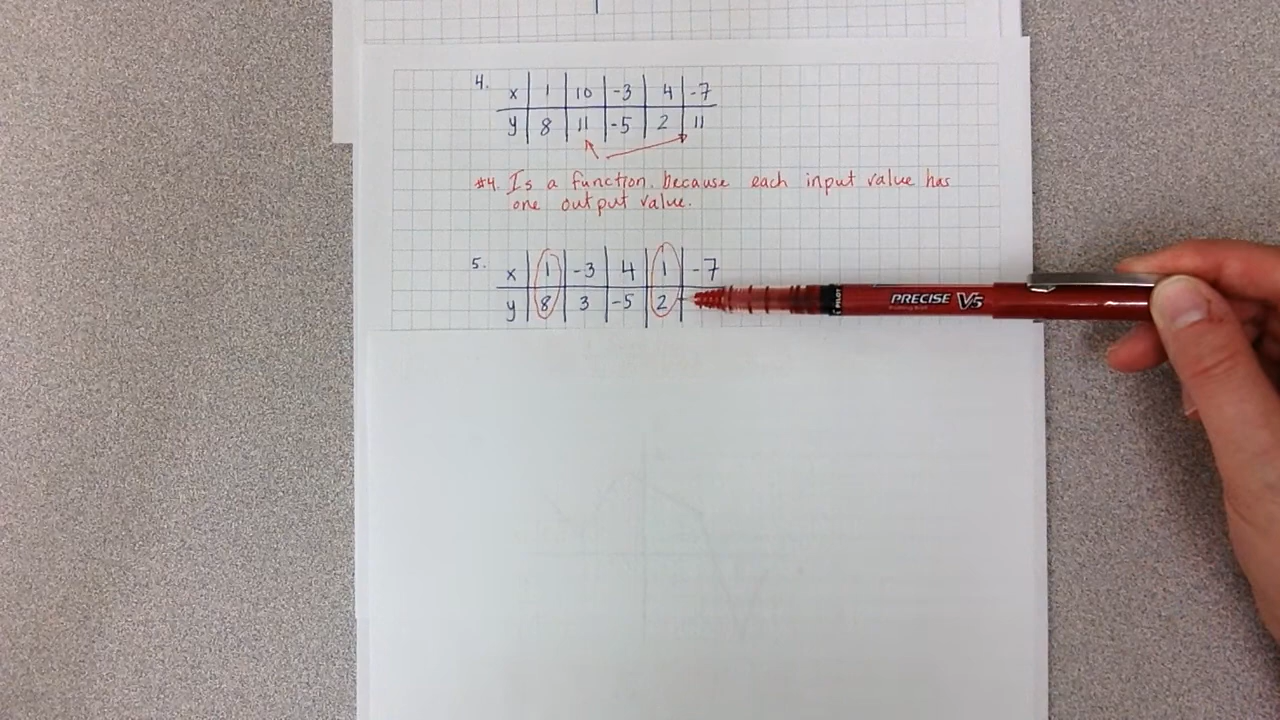 4. x 1 10 -3 4 -7
y 8 11 -5 2 11
#4. Is a function. because each input value has
one output value.
5. x 1 -3 4 1 -7
y 8 3 -5 2
PILOT
PRECISE V5